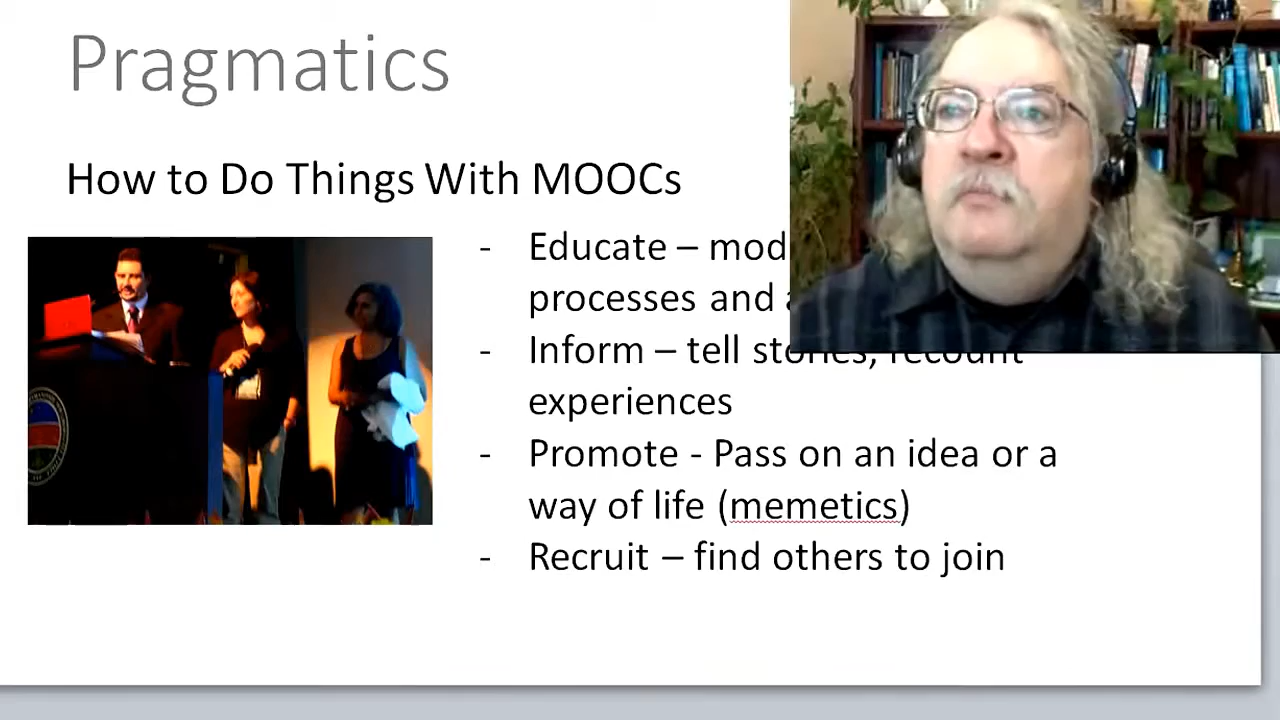 Pragmatics
How to Do Things With MOOCs
- Educate – mod
processes and
- Inform – tell stories, recount
experiences
- Promote - Pass on an idea or a
way of life (memetics)
- Recruit – find others to join